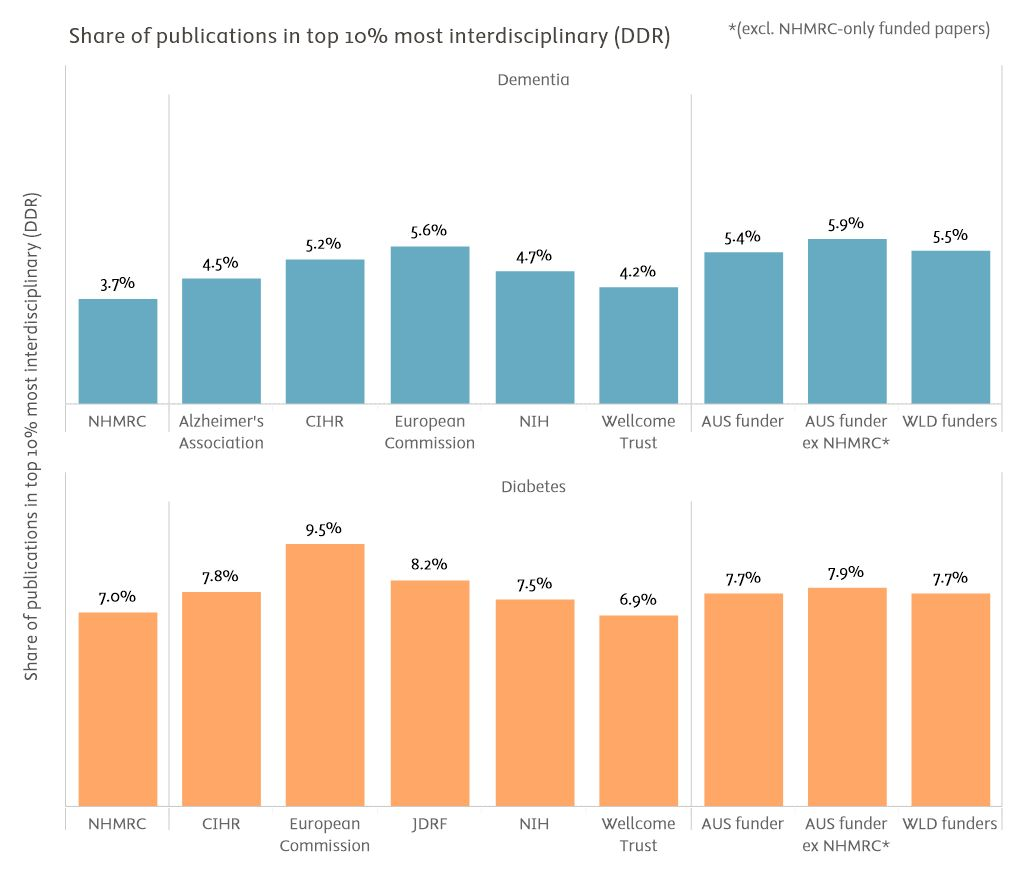 Share of publications in top 10% most interdisciplinary (DDR)
*(excl. NHMRC-only funded papers)
Share of publications in top 10% most interdisciplinary (DDR)
Dementia
3.7%
4.5%
5.2%
5.6%
4.7%
4.2%
5.4%
5.9%
5.5%
NHMRC
Alzheimer's
Association
CIHR
European
Commission
NIH
Wellcome
Trust
AUS funder
AUS funder
ex NHMRC*
WLD funders
Diabetes
7.0%
7.8%
9.5%
8.2%
7.5%
6.9%
7.7%
7.9%
7.7%
NHMRC
CIHR
European
Commission
JDRF
NIH
Wellcome
Trust
AUS funder
AUS funder
ex NHMRC*
WLD funders